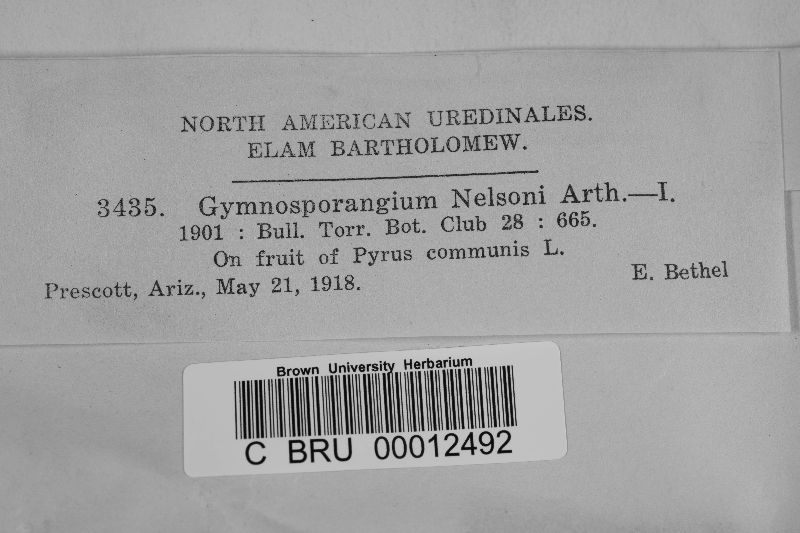 NORTH AMERICAN UREDINALES.
ELAM BARTHOLOMEW.
3435. Gymnosporangium Nelsoni Arth.—I.
1901 : Bull. Torr. Bot. Club 28 : 665.
On fruit of Pyrus communis L.
Prescott, Ariz., May 21, 1918. E. Bethel
Brown University Herbarium
C BRU 00012492